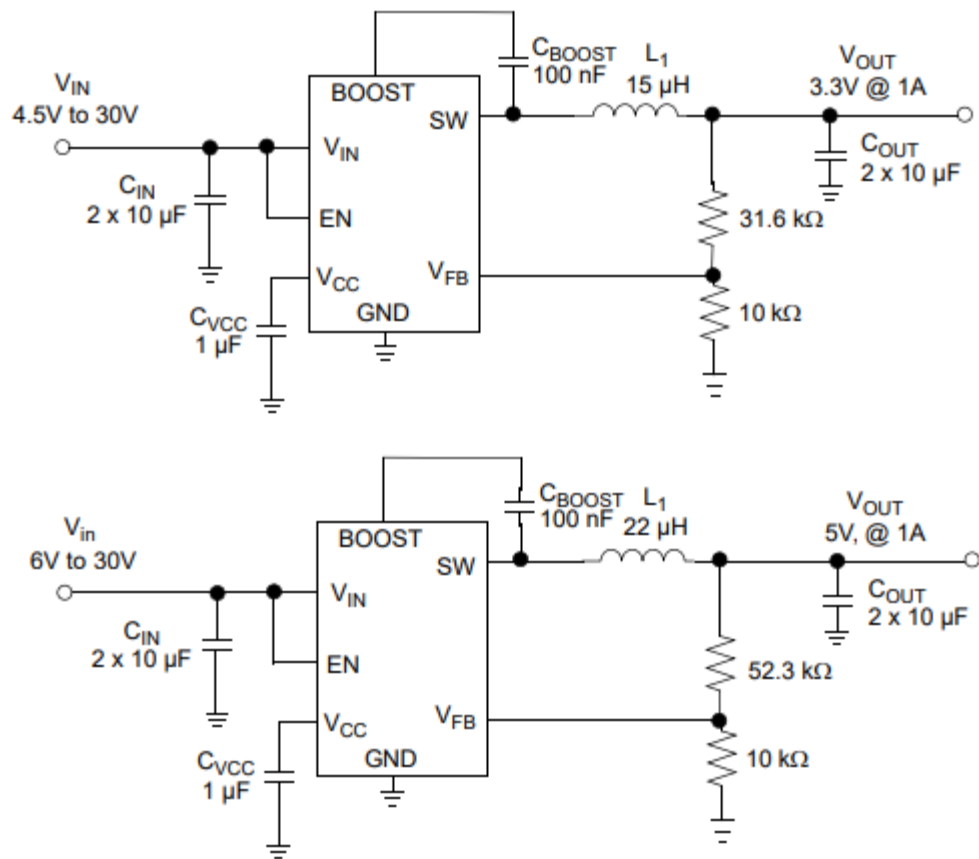 C_BOOST
100 nF
L_1
15 µH
V_OUT
3.3V @ 1A
V_IN
4.5V to 30V
BOOST
SW
V_IN
C_IN
2 x 10 µF
EN
C_OUT
2 x 10 µF
31.6 kΩ
V_CC
V_FB
GND
C_VCC
1 µF
10 kΩ
C_BOOST
100 nF
L_1
22 µH
V_OUT
5V, @ 1A
V_in
6V to 30V
BOOST
SW
V_IN
C_IN
2 x 10 µF
EN
C_OUT
2 x 10 µF
52.3 kΩ
V_CC
V_FB
GND
C_VCC
1 µF
10 kΩ